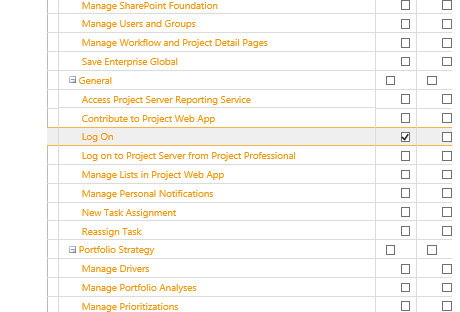 Manage SharePoint Foundation
Manage Users and Groups
Manage Workflow and Project Detail Pages
Save Enterprise Global
General
Access Project Server Reporting Service
Contribute to Project Web App
Log On
Log on to Project Server from Project Professional
Manage Lists in Project Web App
Manage Personal Notifications
New Task Assignment
Reassign Task
Portfolio Strategy
Manage Drivers
Manage Portfolio Analyses
Manage Prioritizations